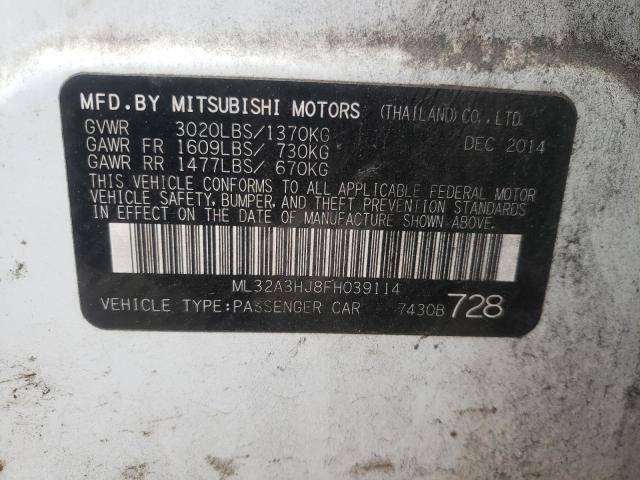 MFD.BY MITSUBISHI MOTORS (THAILAND)CO.,LTD.
GVWR 3020LBS/1370KG DEC 2014
GAWR FR 1609LBS/ 730KG
GAWR RR 1477LBS/ 670KG
THIS VEHICLE CONFORMS TO ALL APPLICABLE FEDERAL MOTOR
VEHICLE SAFETY, BUMPER, AND THEFT PREVENTION STANDARDS
IN EFFECT ON THE DATE OF MANUFACTURE SHOWN ABOVE.
ML32A3HJ8FH039114
VEHICLE TYPE:PASSENGER CAR 7430B 728